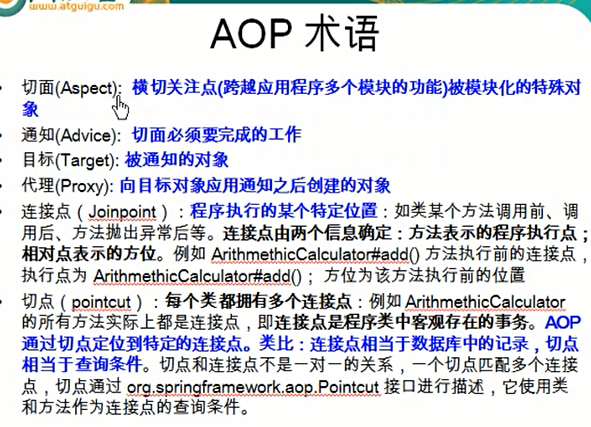 www.atguigu.com
AOP 术语
切面(Aspect): 横切关注点(跨越应用程序多个模块的功能)被模块化的特殊对
象
通知(Advice): 切面必须要完成的工作
目标(Target): 被通知的对象
代理(Proxy): 向目标对象应用通知之后创建的对象
连接点（Joinpoint）：程序执行的某个特定位置：如类某个方法调用前、调
用后、方法抛出异常后等。连接点由两个信息确定：方法表示的程序执行点；
相对点表示的方位。例如 ArithmethicCalculator#add() 方法执行前的连接点，
执行点为 ArithmethicCalculator#add()； 方位为该方法执行前的位置
切点（pointcut）：每个类都拥有多个连接点：例如 ArithmethicCalculator
的所有方法实际上都是连接点，即连接点是程序类中客观存在的事务。AOP
通过切点定位到特定的连接点。类比：连接点相当于数据库中的记录，切点
相当于查询条件。切点和连接点不是一对一的关系，一个切点匹配多个连接
点，切点通过 org.springframework.aop.Pointcut 接口进行描述，它使用类
和方法作为连接点的查询条件。